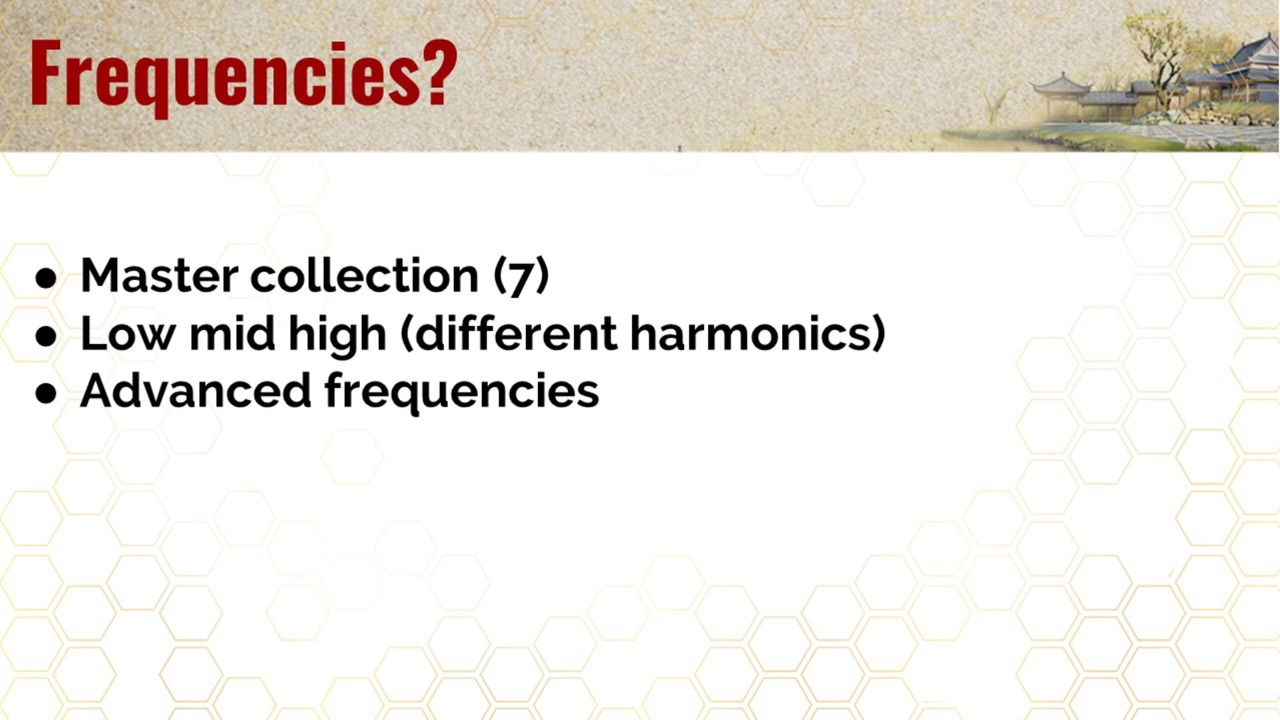 Frequencies?
● Master collection (7)
● Low mid high (different harmonics)
● Advanced frequencies